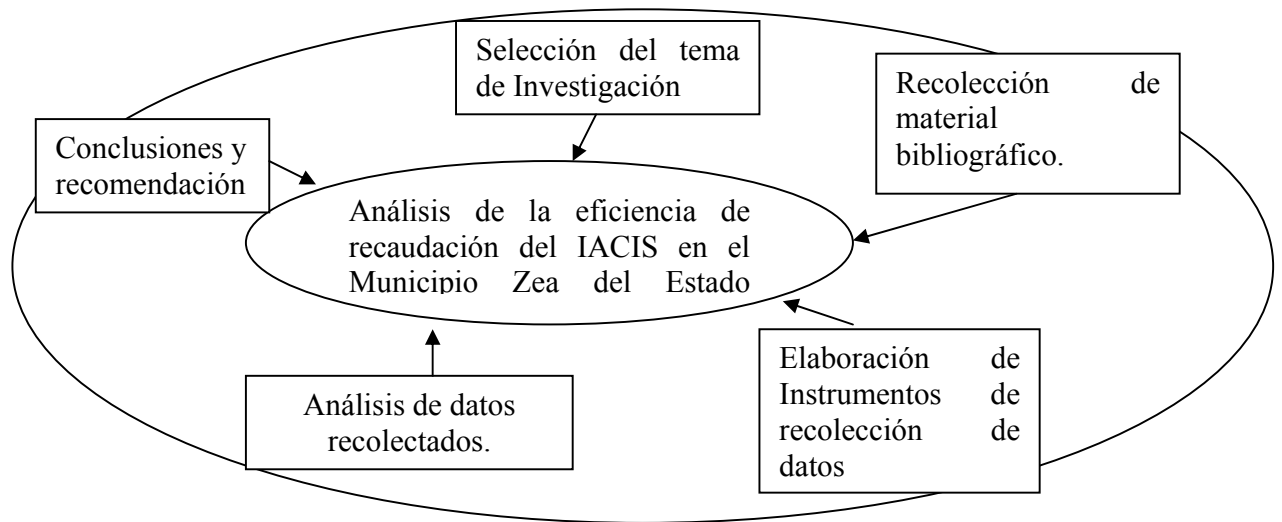 Selección del tema
de Investigación
Recolección de
material
bibliográfico.
Conclusiones y
recomendación
Análisis de la eficiencia de
recaudación del IACIS en el
Municipio Zea del Estado
Elaboración de
Instrumentos de
recolección de
datos
Análisis de datos
recolectados.